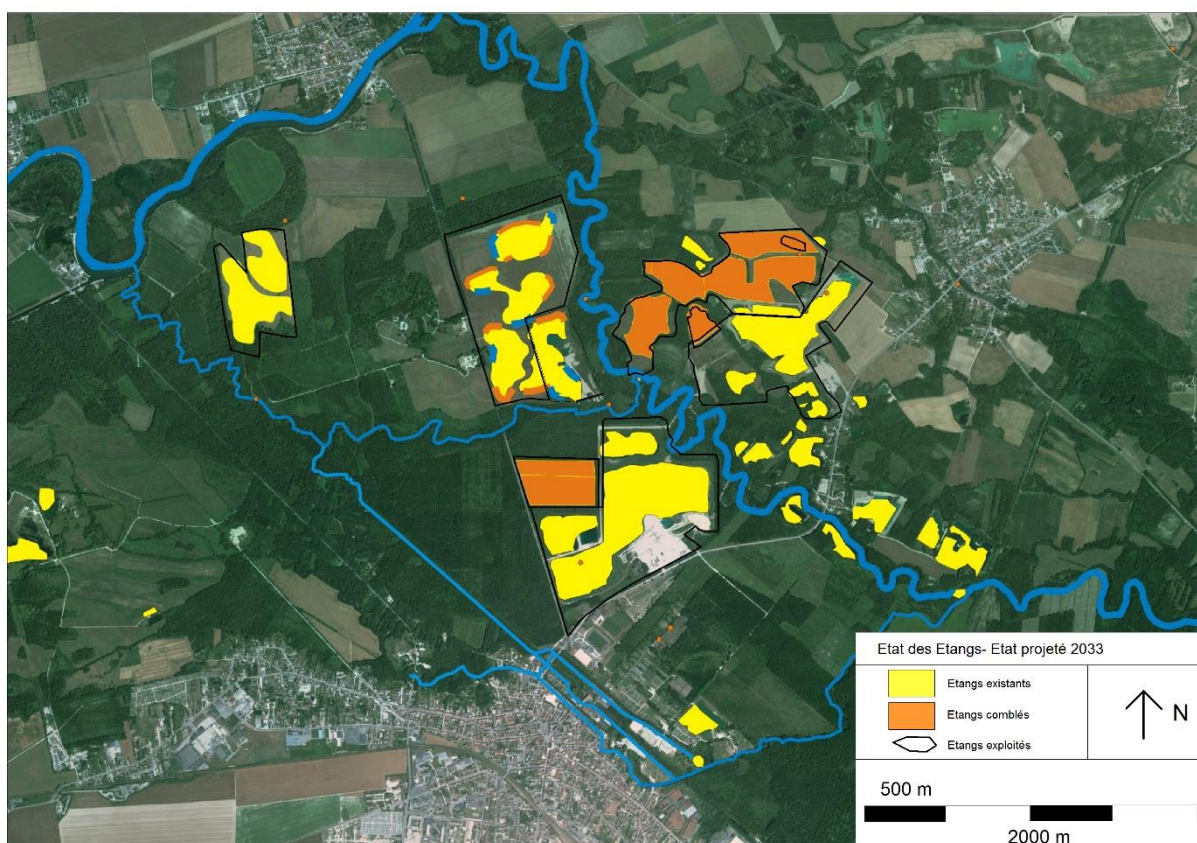 Etat des Etangs- Etat projeté 2033
Etangs existants
Etangs comblés
Etangs exploités
N
500 m
2000 m